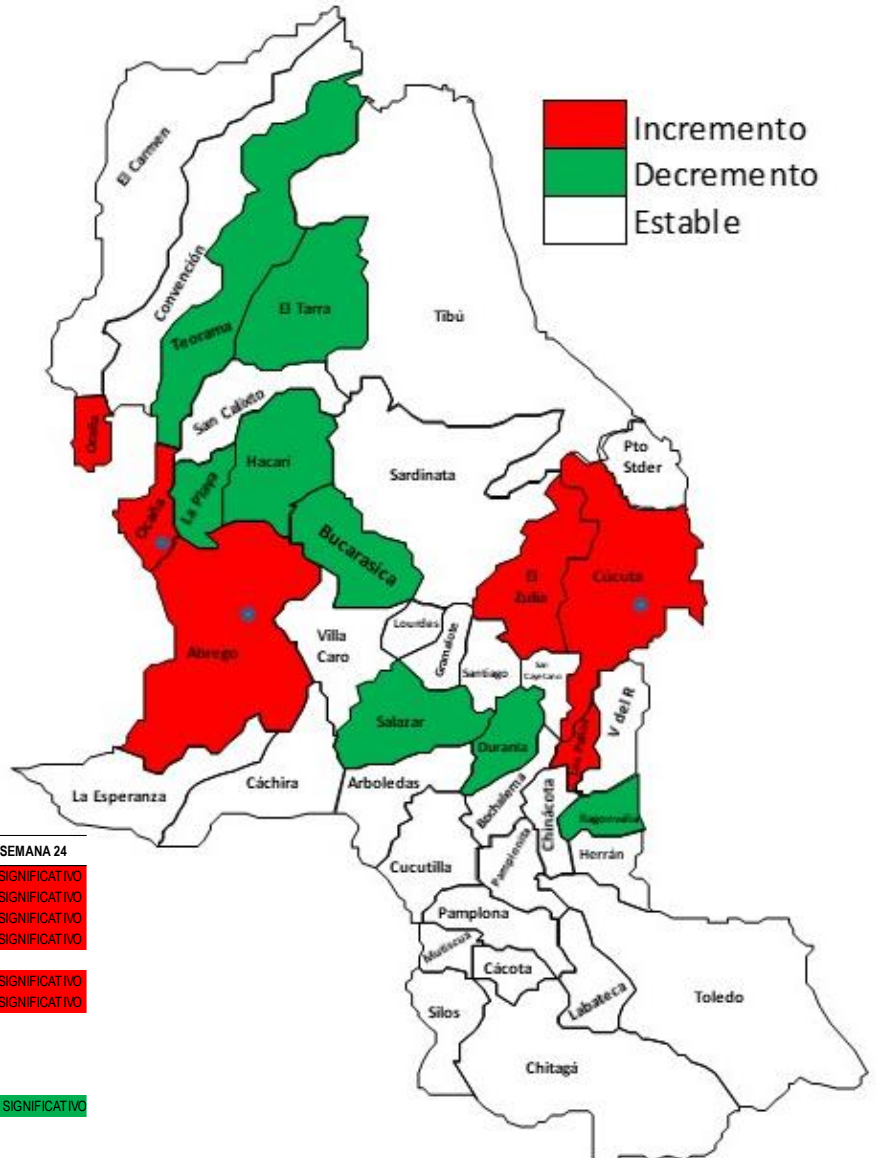 Incremento
Decremento
Estable
El Carmen
Convención
Teorama
El Tarra
Tibú
San Calixto
Ocaña
Hacarí
La Playa
Sardinata
Pto
Stder
Ocaña
Bucarasica
El
Zulia
Cúcuta
Abrego
Villa
Caro
Lourdes
Gramalote
Santiago
San
Cayetano
V del R
Salazar
Durania
La Esperanza
Cáchira
Arboledas
Bochalema
Chinácota
Ragonvalia
Herrán
Cucutilla
Pamplonita
Pamplona
Mutiscua
Cácota
Silos
Labateca
Toledo
Chitagá
SEMANA 24
SIGNIFICATIVO
SIGNIFICATIVO
SIGNIFICATIVO
SIGNIFICATIVO
SIGNIFICATIVO
SIGNIFICATIVO
SIGNIFICATIVO